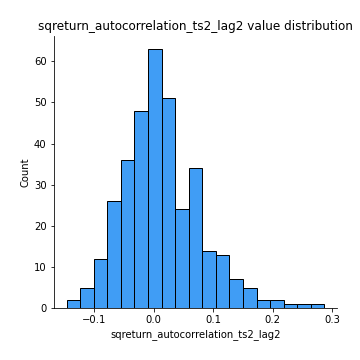 sqreturn_autocorrelation_ts2_lag2 value distribution
60
50
40
30
20
10
0
Count
−0.1 0.0 0.1 0.2 0.3
sqreturn_autocorrelation_ts2_lag2